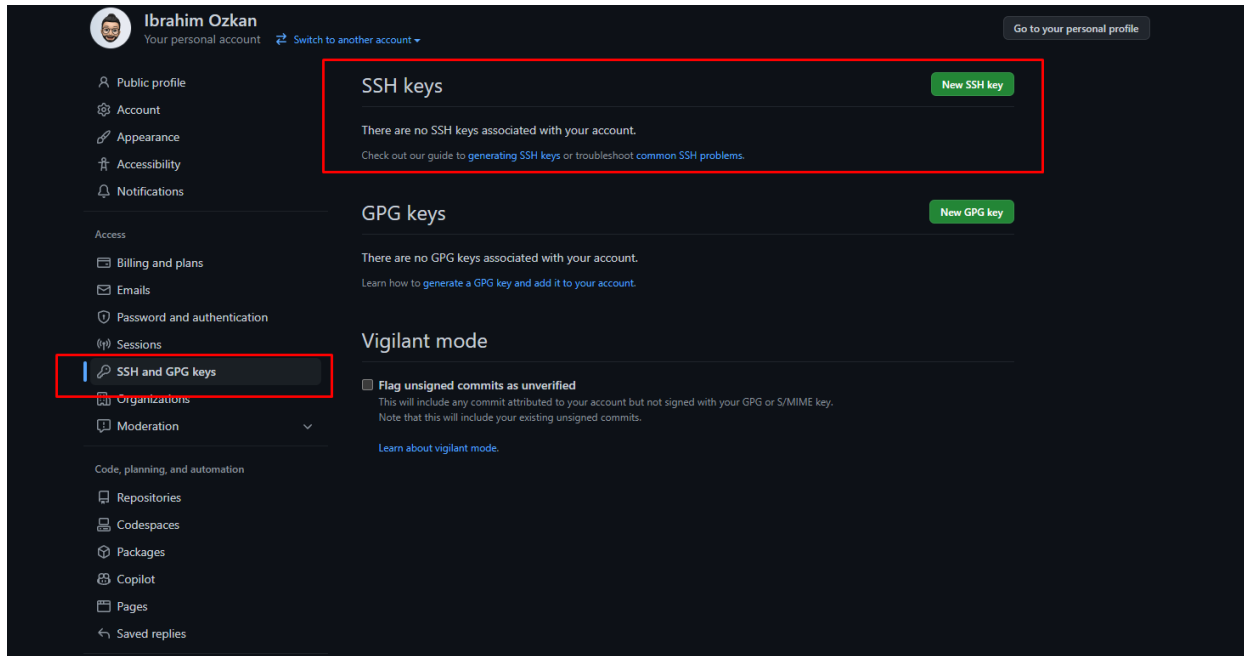 Ibrahim Ozkan
Your personal account Switch to another account
Go to your personal profile
Public profile
Account
Appearance
Accessibility
Notifications
Access
Billing and plans
Emails
Password and authentication
Sessions
SSH and GPG keys
Organizations
Moderation
Code, planning, and automation
Repositories
Codespaces
Packages
Copilot
Pages
Saved replies
SSH keys
New SSH key
There are no SSH keys associated with your account.
Check out our guide to generating SSH keys or troubleshoot common SSH problems.
GPG keys
New GPG key
There are no GPG keys associated with your account.
Learn how to generate a GPG key and add it to your account.
Vigilant mode
Flag unsigned commits as unverified
This will include any commit attributed to your account but not signed with your GPG or S/MIME key.
Note that this will include your existing unsigned commits.
Learn about vigilant mode.